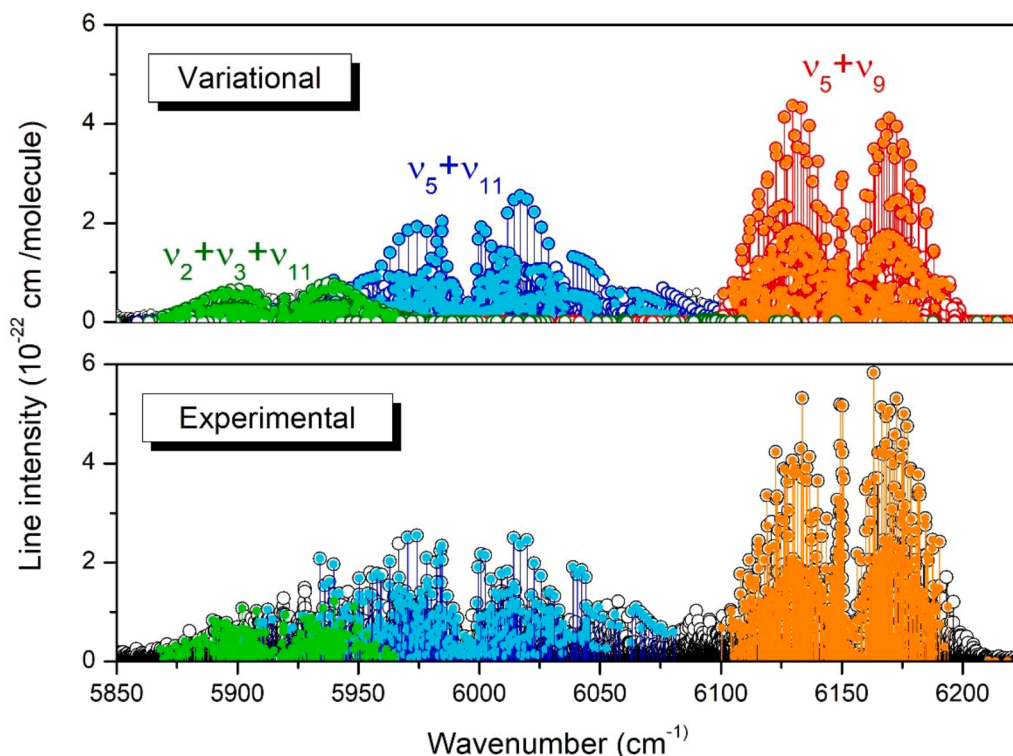 6
Variational
ν5+ν9
4
ν5+ν11
2
ν2+ν3+ν11
0
6
Experimental
4
2
0
5850 5900 5950 6000 6050 6100 6150 6200
Wavenumber (cm⁻¹)
Line intensity (10⁻²² cm /molecule)